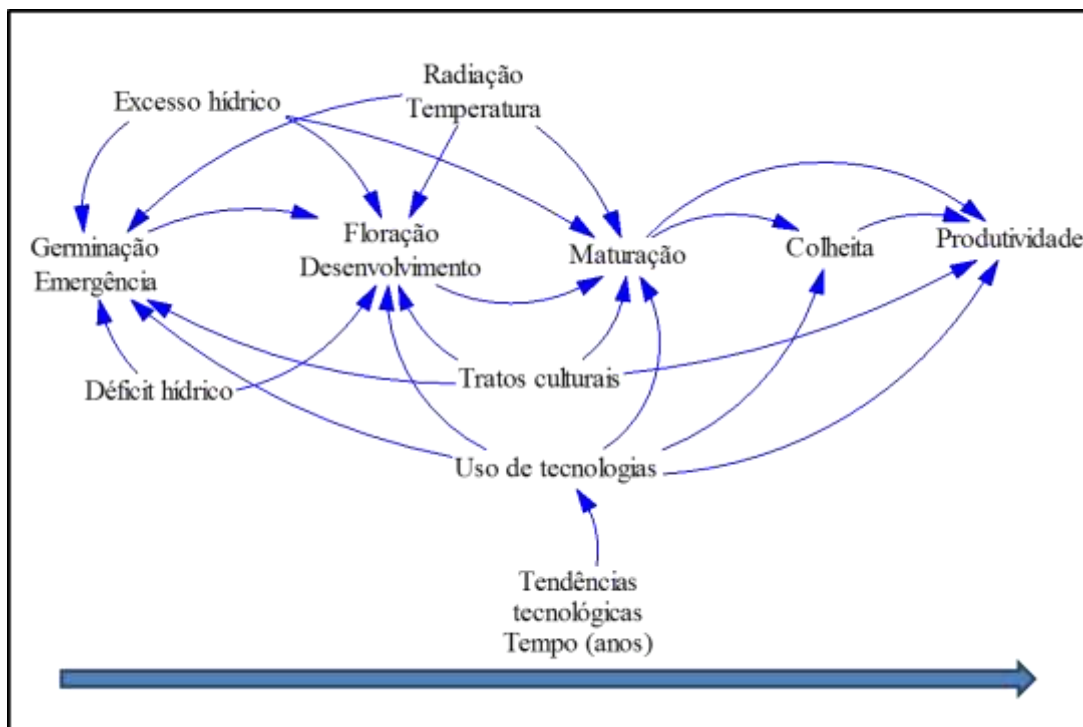 Radiação
Temperatura
Excesso hídrico
Germinação
Emergência
Floração
Desenvolvimento
Maturação
Colheita
Produtividade
Déficit hídrico
Tratos culturais
Uso de tecnologias
Tendências
tecnológicas
Tempo (anos)